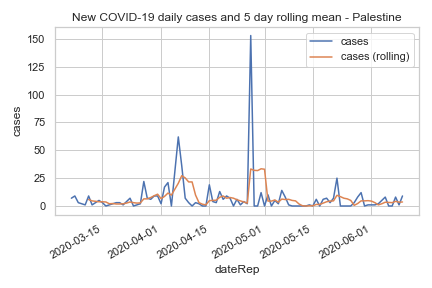 New COVID-19 daily cases and 5 day rolling mean - Palestine
cases
cases (rolling)
150
125
100
75
50
25
0
cases
2020-03-15
2020-04-01
2020-04-15
2020-05-01
2020-05-15
2020-06-01
dateRep